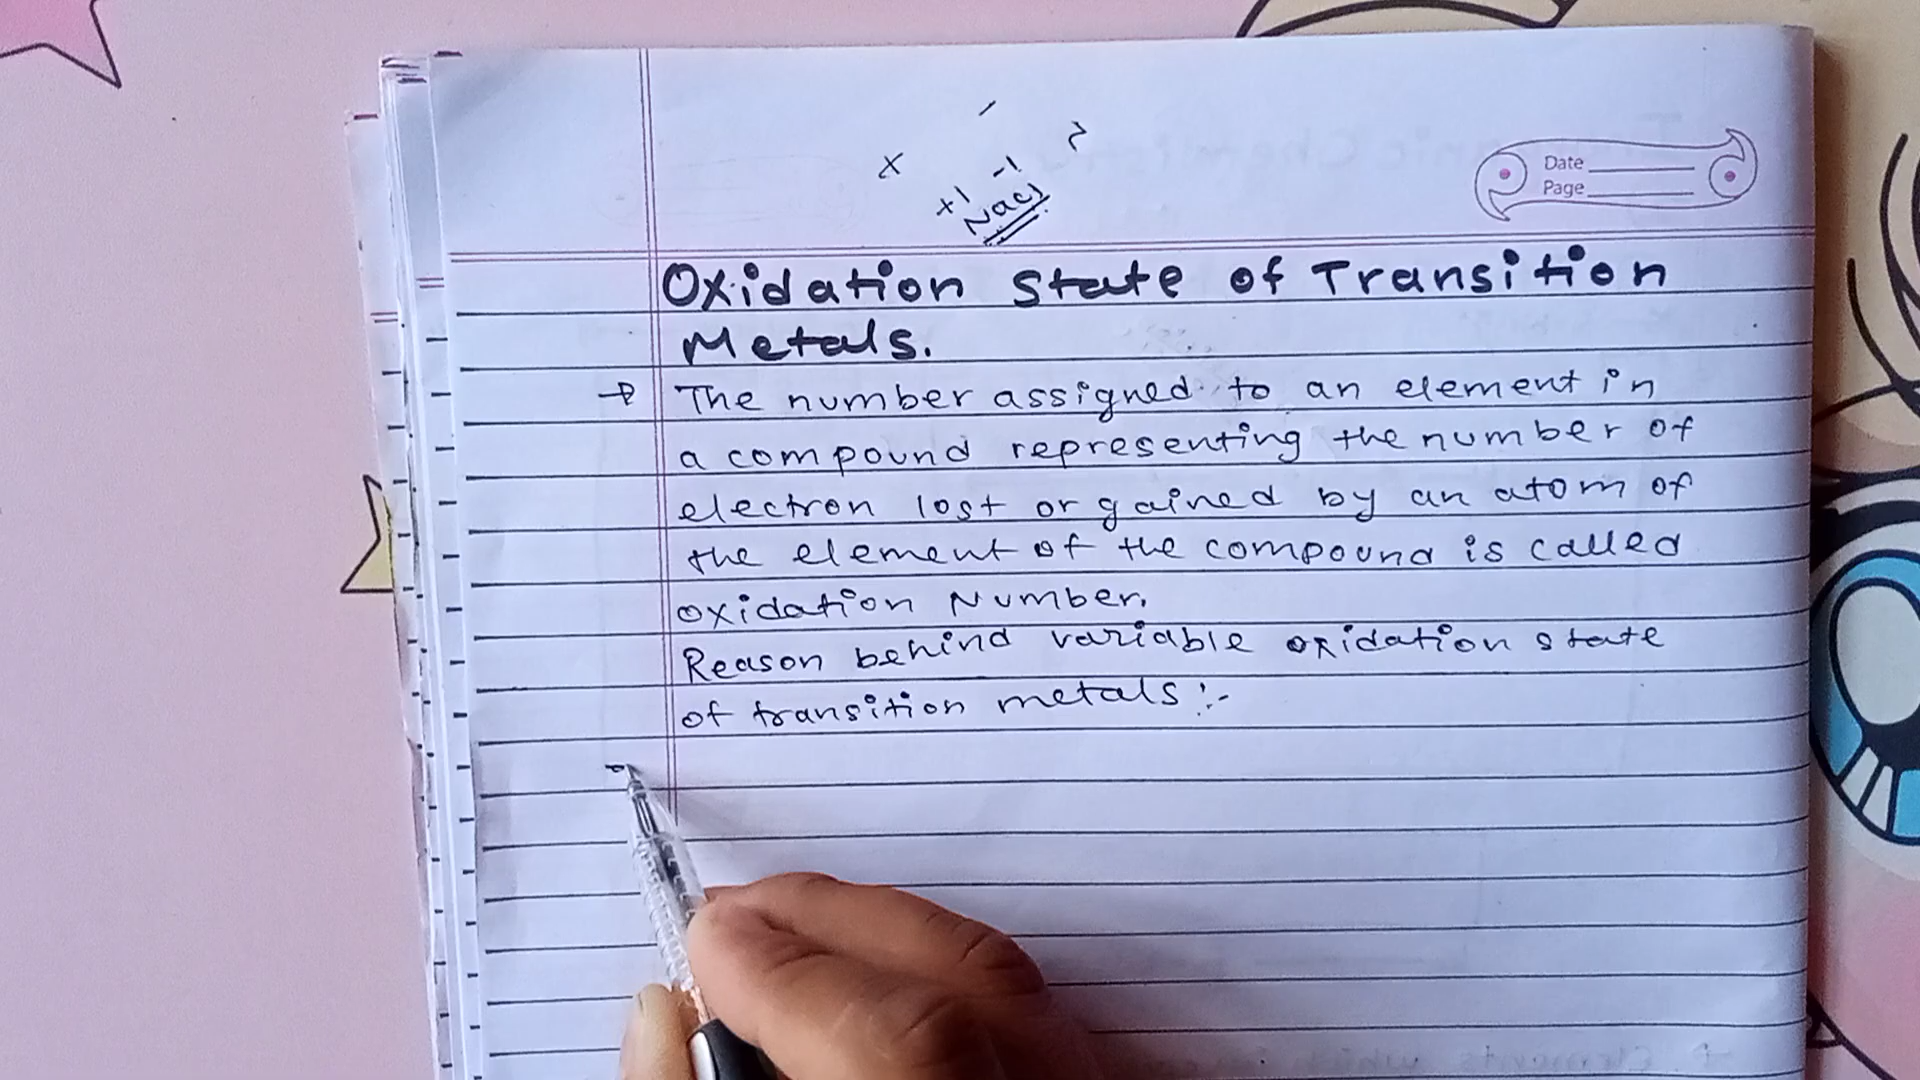 +1 -1
NaCl
Date
Page
Oxidation state of Transition
Metals.
→ The number assigned to an element in
a compound representing the number of
electron lost or gained by an atom of
the element of the compound is called
oxidation Number.
Reason behind variable oxidation state
of transition metals :-